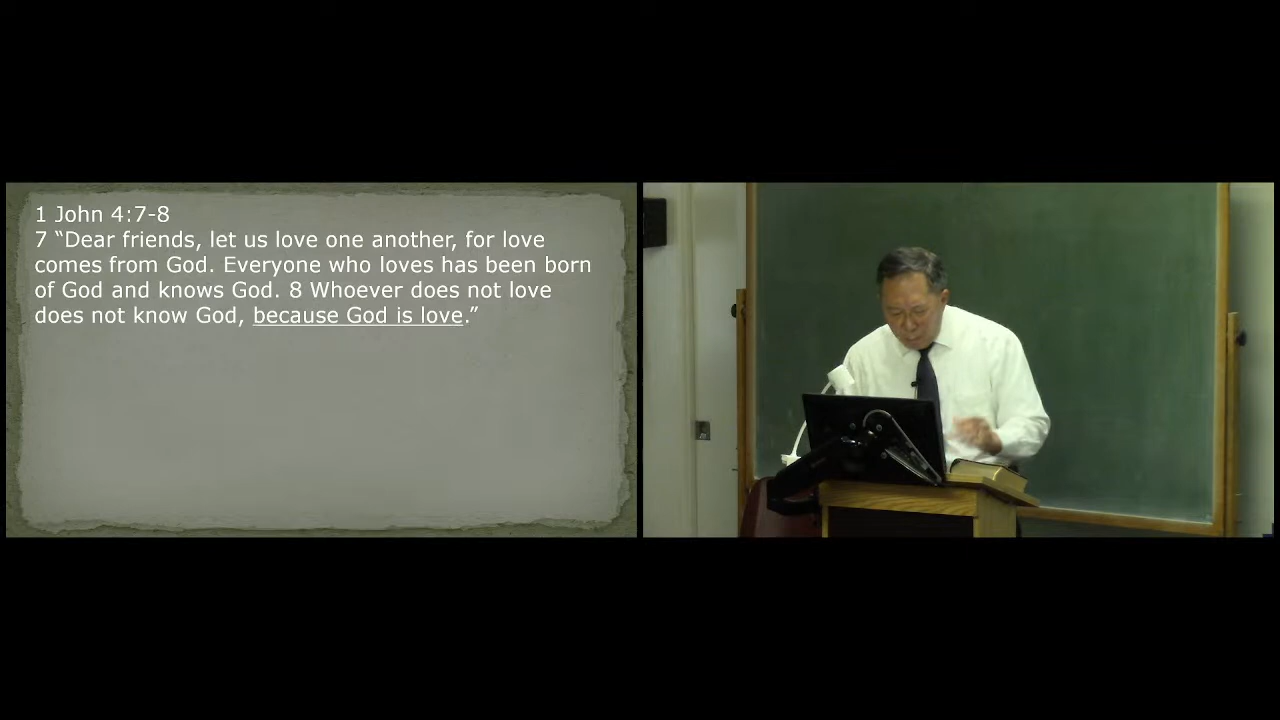 1 John 4:7-8
7 “Dear friends, let us love one another, for love
comes from God. Everyone who loves has been born
of God and knows God. 8 Whoever does not love
does not know God, because God is love.”